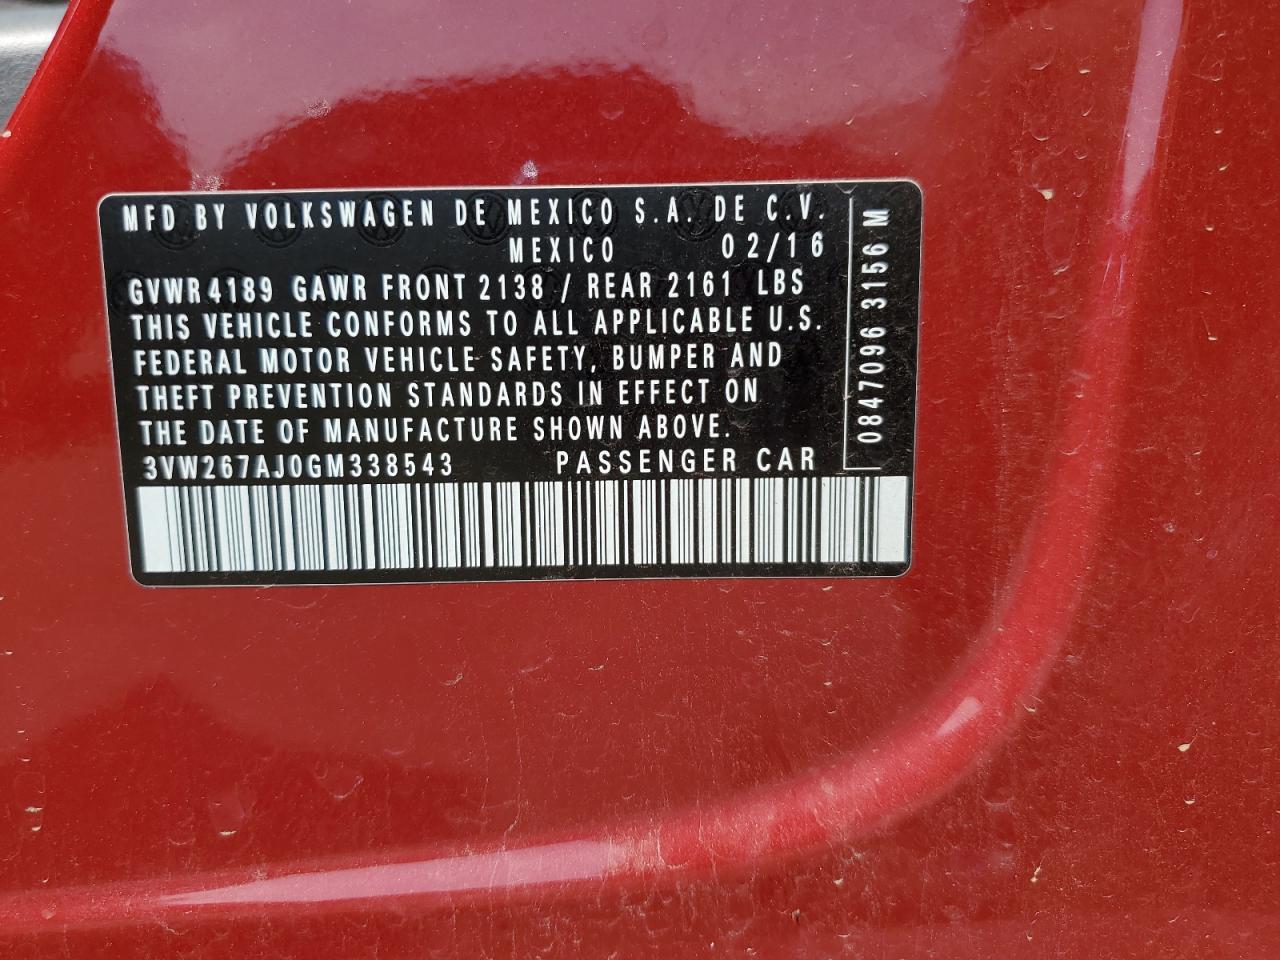 MFD BY VOLKSWAGEN DE MEXICO S.A. DE C.V.
MEXICO 02/16
GVWR 4189 GAWR FRONT 2138 / REAR 2161 LBS
THIS VEHICLE CONFORMS TO ALL APPLICABLE U.S.
FEDERAL MOTOR VEHICLE SAFETY, BUMPER AND
THEFT PREVENTION STANDARDS IN EFFECT ON
THE DATE OF MANUFACTURE SHOWN ABOVE.
3VW267AJ0GM338543 PASSENGER CAR
0847096 3156 M